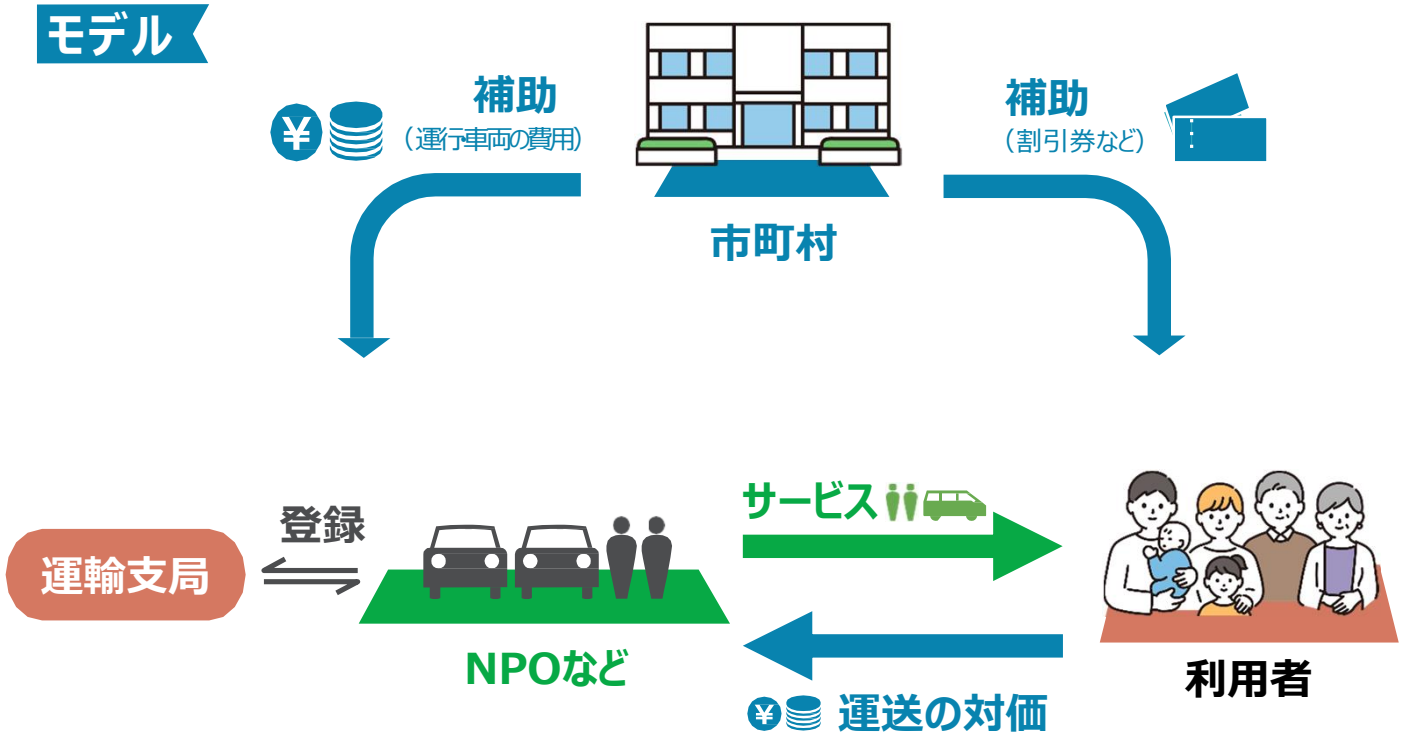 モデル
補助
（運行・車両の費用）
補助
（割引券など）
¥
市町村
登録
運輸支局
サービス
NPOなど
利用者
¥
運送の対価